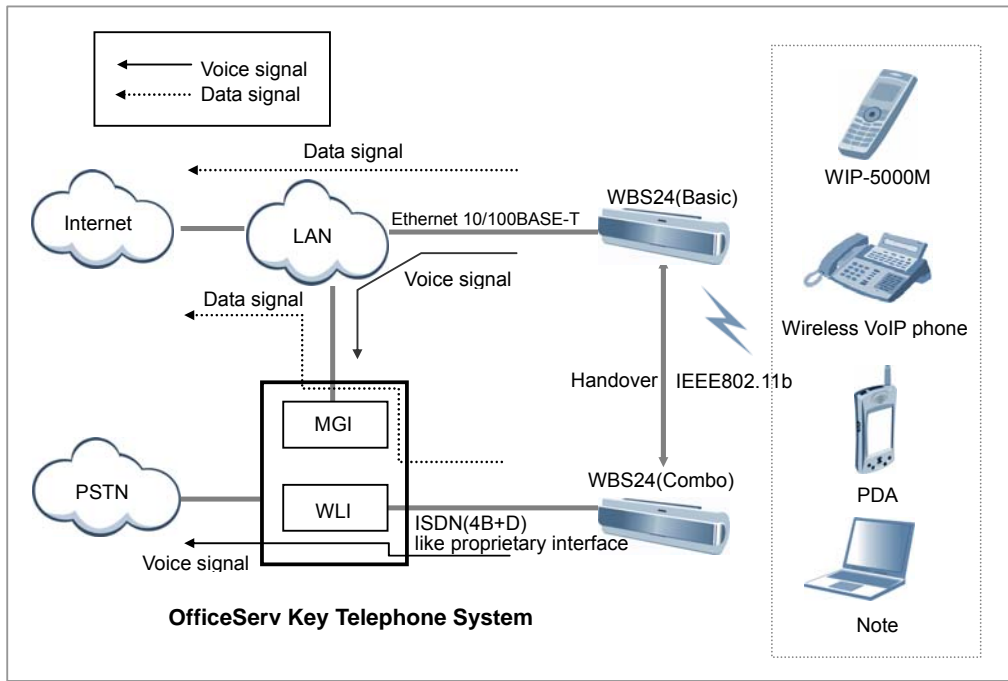 Voice signal
Data signal
Data signal
WIP-5000M
WBS24(Basic)
Internet
LAN
Ethernet 10/100BASE-T
Voice signal
Data signal
Wireless VoIP phone
Handover
IEEE802.11b
MGI
WBS24(Combo)
PSTN
WLI
PDA
ISDN(4B+D)
like proprietary interface
Voice signal
OfficeServ Key Telephone System
Note